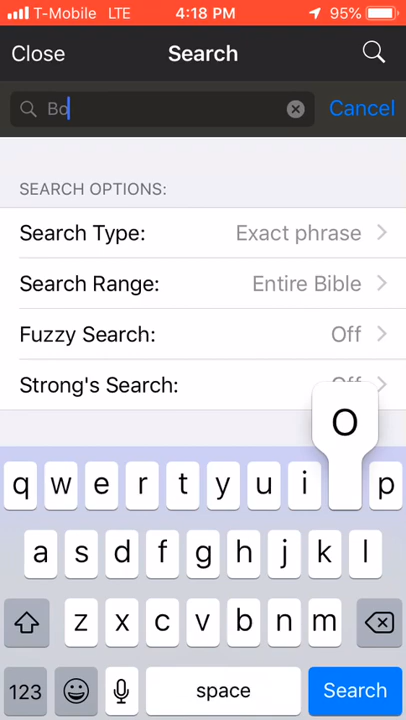 T-Mobile LTE 4:18 PM 95%
Close Search
Bo Cancel
SEARCH OPTIONS:
Search Type: Exact phrase
Search Range: Entire Bible
Fuzzy Search: Off
Strong's Search: Off
O
q w e r t y u i p
a s d f g h j k l
z x c v b n m
123 space Search